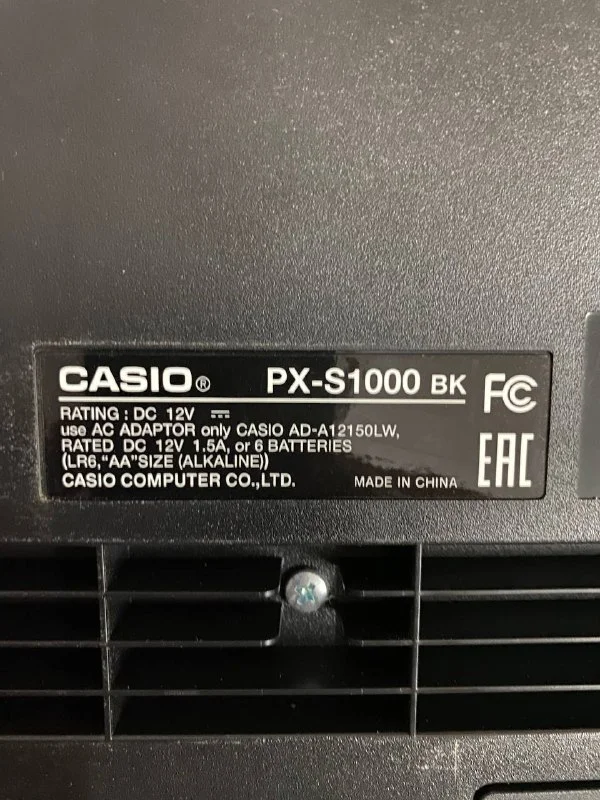 CASIO® PX-S1000 BK FC
RATING : DC 12V ⎓
use AC ADAPTOR only CASIO AD-A12150LW,
RATED DC 12V 1.5A, or 6 BATTERIES
(LR6,"AA"SIZE (ALKALINE))
CASIO COMPUTER CO.,LTD. MADE IN CHINA
EAC